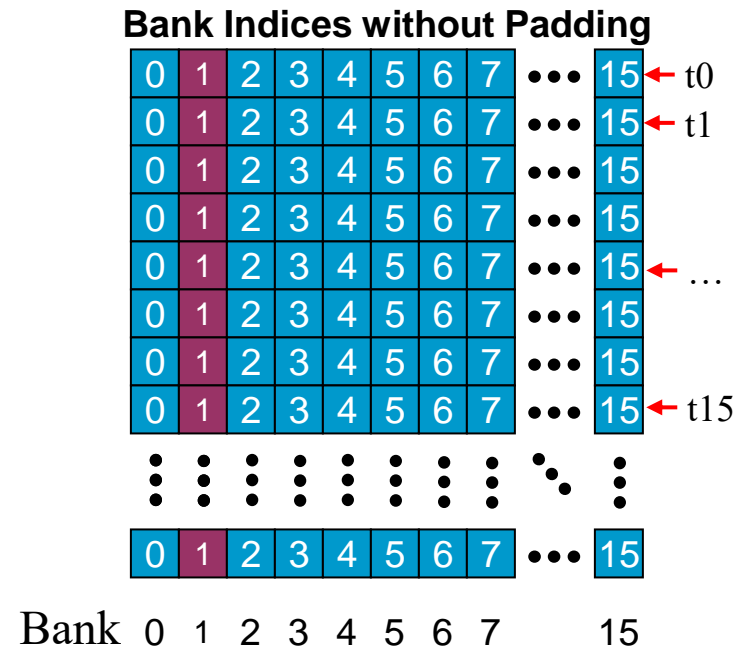 Bank Indices without Padding
0 1 2 3 4 5 6 7 ••• 15 t0
0 1 2 3 4 5 6 7 ••• 15 t1
0 1 2 3 4 5 6 7 ••• 15
0 1 2 3 4 5 6 7 ••• 15
0 1 2 3 4 5 6 7 ••• 15 …
0 1 2 3 4 5 6 7 ••• 15
0 1 2 3 4 5 6 7 ••• 15
0 1 2 3 4 5 6 7 ••• 15 t15
0 1 2 3 4 5 6 7 ••• 15
Bank 0 1 2 3 4 5 6 7 15